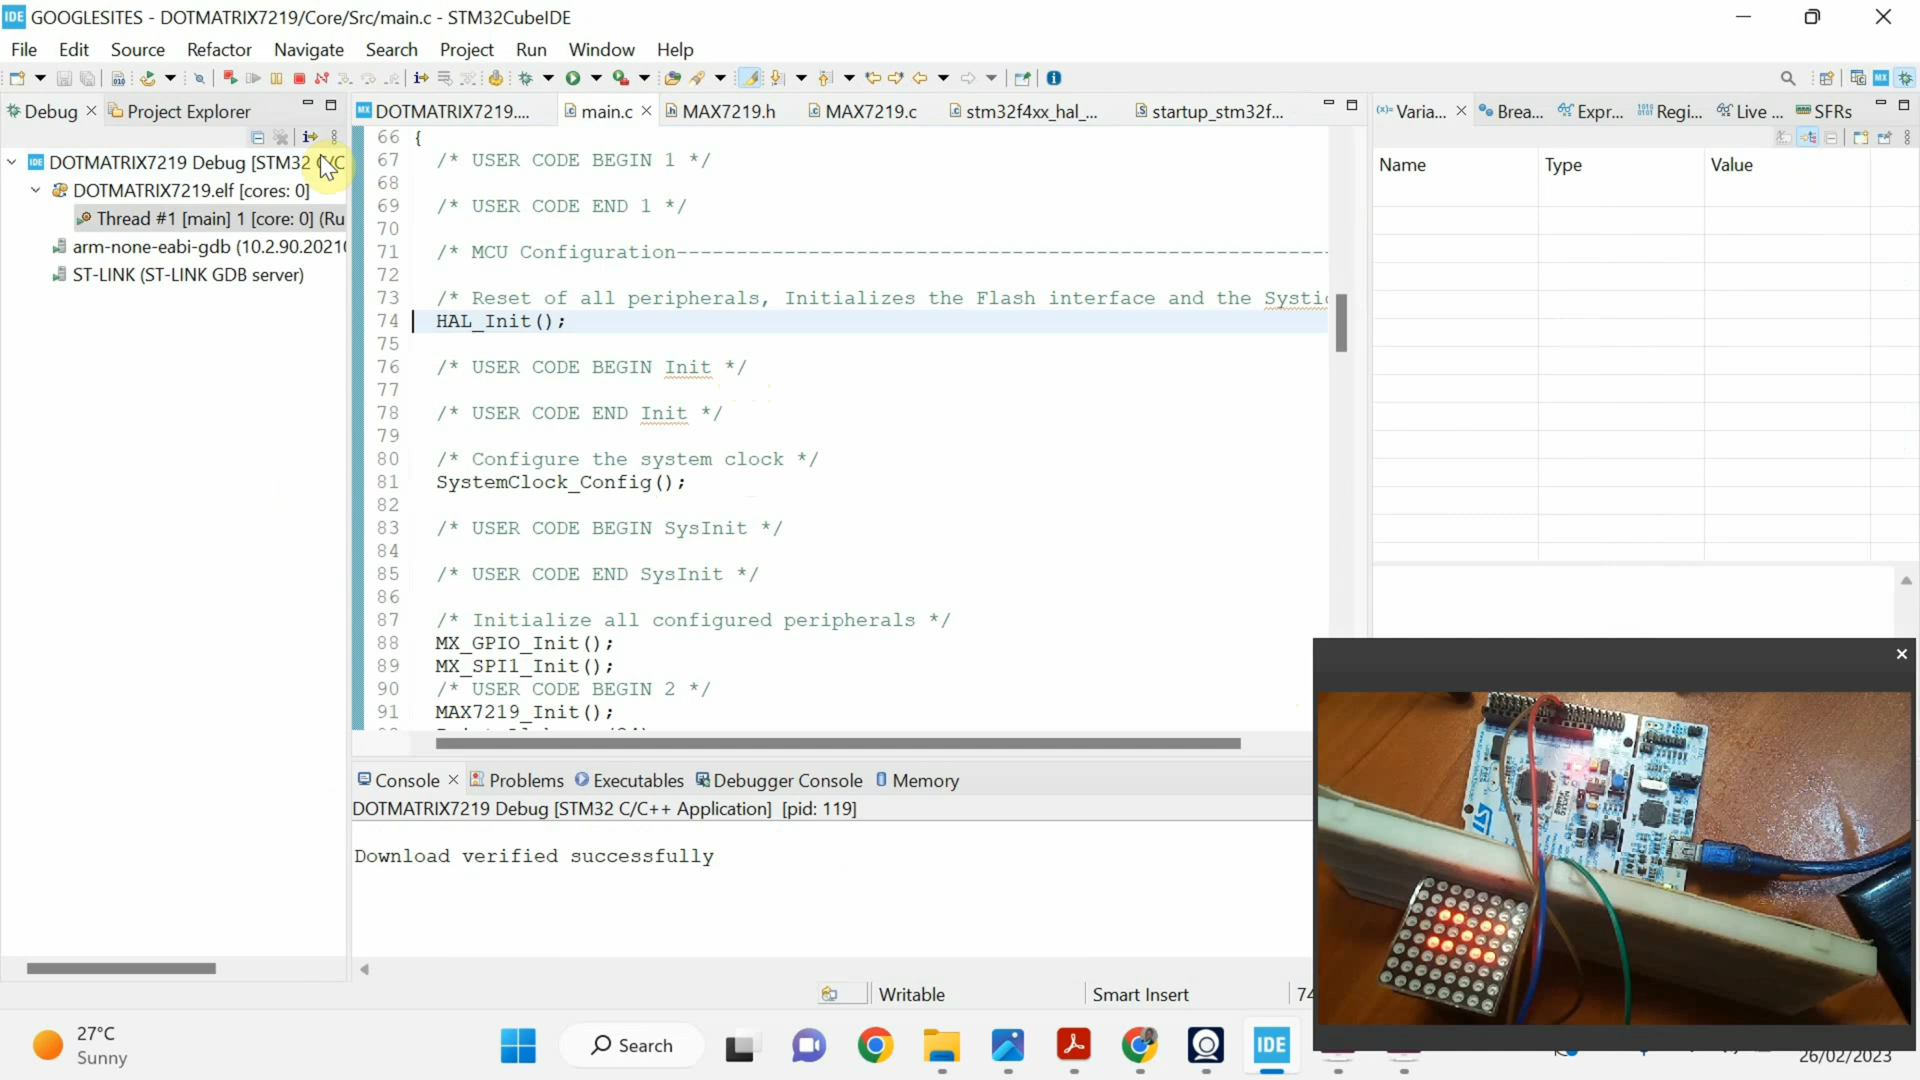 IDE GOOGLESITES - DOTMATRIX7219/Core/Src/main.c - STM32CubeIDE
File Edit Source Refactor Navigate Search Project Run Window Help
Debug Project Explorer
DOTMATRIX7219 Debug [STM32 C/C
DOTMATRIX7219.elf [cores: 0]
Thread #1 [main] 1 [core: 0] (Ru
arm-none-eabi-gdb (10.2.90.2021(
ST-LINK (ST-LINK GDB server)
DOTMATRIX7219.... main.c MAX7219.h MAX7219.c stm32f4xx_hal_... startup_stm32f...
66 {
67 /* USER CODE BEGIN 1 */
68
69 /* USER CODE END 1 */
70
71 /* MCU Configuration------------------------------------------------------
72
73 /* Reset of all peripherals, Initializes the Flash interface and the Systi
74 HAL_Init();
75
76 /* USER CODE BEGIN Init */
77
78 /* USER CODE END Init */
79
80 /* Configure the system clock */
81 SystemClock_Config();
82
83 /* USER CODE BEGIN SysInit */
84
85 /* USER CODE END SysInit */
86
87 /* Initialize all configured peripherals */
88 MX_GPIO_Init();
89 MX_SPI1_Init();
90 /* USER CODE BEGIN 2 */
91 MAX7219_Init();
(x)= Varia... Brea... Expr... Regi... Live ... SFRs
Name Type Value
Console Problems Executables Debugger Console Memory
DOTMATRIX7219 Debug [STM32 C/C++ Application] [pid: 119]
Download verified successfully
Writable Smart Insert 74
27°C
Sunny
Search
IDE
26/02/2023